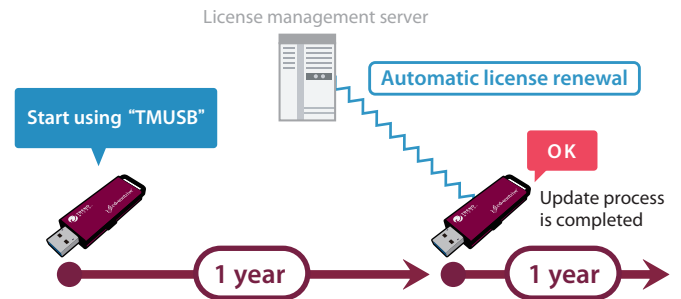 License management server
Automatic license renewal
Start using “TMUSB”
OK
Update process
is completed
1 year
1 year